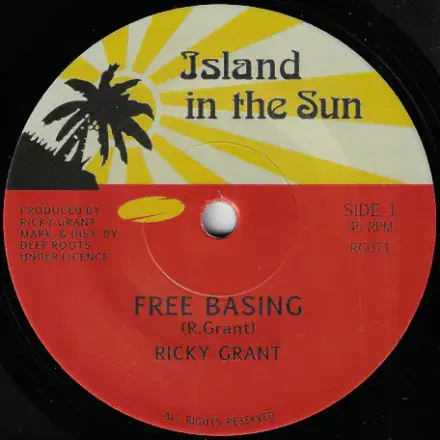 Island
in the Sun
PRODUCED BY
RICKY GRANT
MARK. & DIST. BY
DEEP ROOTS
UNDER LICENCE
SIDE 1
45 RPM
RG071
FREE BASING
(R.Grant)
RICKY GRANT
ALL RIGHTS RESERVED